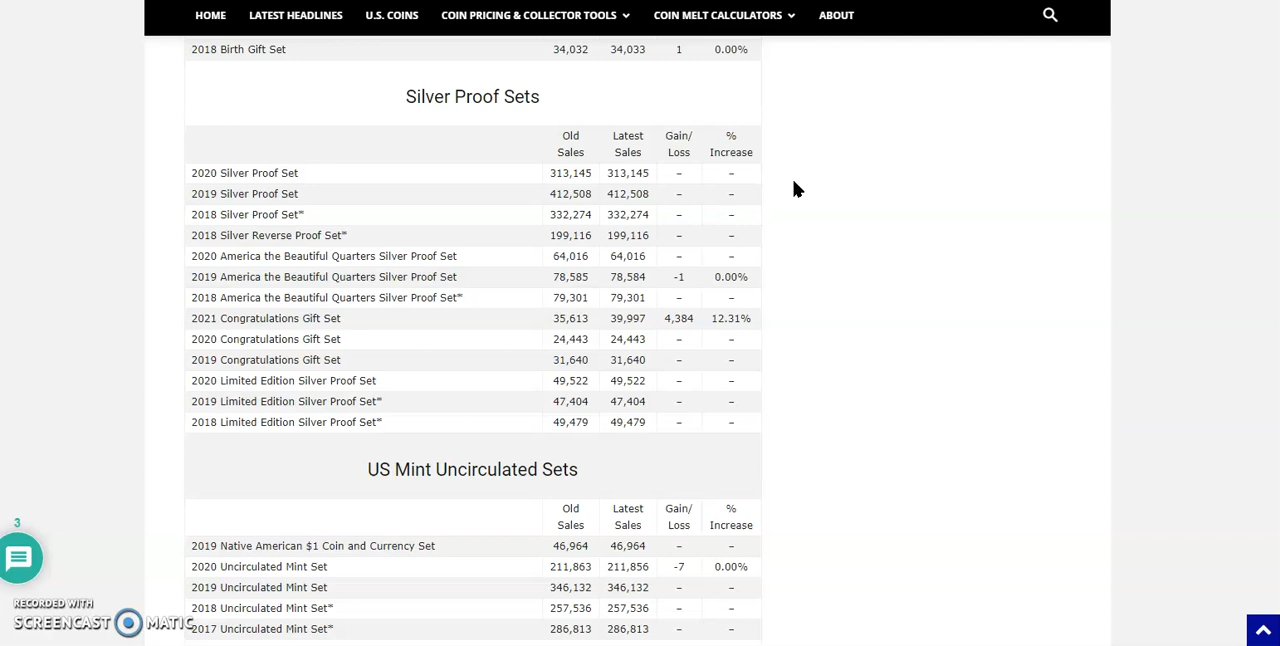 HOME LATEST HEADLINES U.S. COINS COIN PRICING & COLLECTOR TOOLS COIN MELT CALCULATORS ABOUT
2018 Birth Gift Set 34,032 34,033 1 0.00%
Silver Proof Sets
Old Latest Gain/ %
Sales Sales Loss Increase
2020 Silver Proof Set 313,145 313,145 – –
2019 Silver Proof Set 412,508 412,508 – –
2018 Silver Proof Set* 332,274 332,274 – –
2018 Silver Reverse Proof Set* 199,116 199,116 – –
2020 America the Beautiful Quarters Silver Proof Set 64,016 64,016 – –
2019 America the Beautiful Quarters Silver Proof Set 78,585 78,584 -1 0.00%
2018 America the Beautiful Quarters Silver Proof Set* 79,301 79,301 – –
2021 Congratulations Gift Set 35,613 39,997 4,384 12.31%
2020 Congratulations Gift Set 24,443 24,443 – –
2019 Congratulations Gift Set 31,640 31,640 – –
2020 Limited Edition Silver Proof Set 49,522 49,522 – –
2019 Limited Edition Silver Proof Set* 47,404 47,404 – –
2018 Limited Edition Silver Proof Set* 49,479 49,479 – –
US Mint Uncirculated Sets
Old Latest Gain/ %
Sales Sales Loss Increase
2019 Native American $1 Coin and Currency Set 46,964 46,964 – –
2020 Uncirculated Mint Set 211,863 211,856 -7 0.00%
2019 Uncirculated Mint Set 346,132 346,132 – –
2018 Uncirculated Mint Set* 257,536 257,536 – –
2017 Uncirculated Mint Set* 286,813 286,813 – –
3
RECORDED WITH
SCREENCAST MATIC